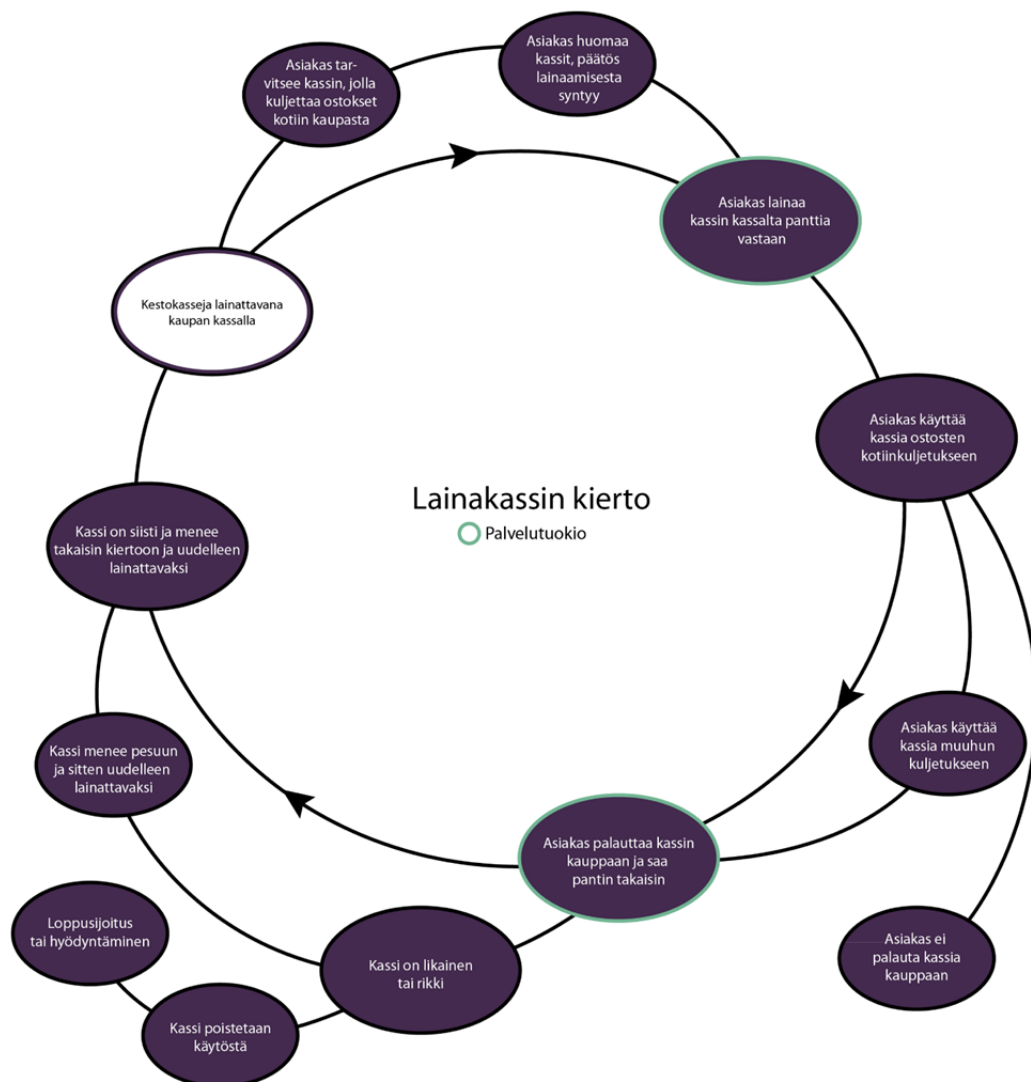 Asiakas huomaa
kassit, päätös
lainaamisesta
syntyy
Asiakas tar-
vitsee kassin, jolla
kuljettaa ostokset
kotiin kaupasta
Asiakas lainaa
kassin kassalta panttia
vastaan
Kestokasseja lainattavana
kaupan kassalla
Asiakas käyttää
kassia ostosten
kotiinkuljetukseen
Lainakassin kierto
Palvelutuokio
Kassi on siisti ja menee
takaisin kiertoon ja uudelleen
lainattavaksi
Asiakas käyttää
kassia muuhun
kuljetukseen
Kassi menee pesuun
ja sitten uudelleen
lainattavaksi
Asiakas palauttaa kassin
kauppaan ja saa
pantin takaisin
Loppusijoitus
tai hyödyntäminen
Asiakas ei
palauta kassia
kauppaan
Kassi on likainen
tai rikki
Kassi poistetaan
käytöstä